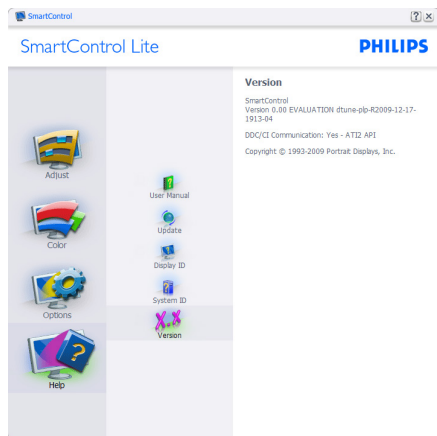 SmartControl
SmartControl Lite
PHILIPS
Adjust
Color
Options
Help
User Manual
Update
Display ID
System ID
X.X
Version
Version
SmartControl
Version 0.00 EVALUATION dtune-plp-R2009-12-17-
1913-04
DDC/CI Communication: Yes - ATI2 API
Copyright © 1993-2009 Portrait Displays, Inc.